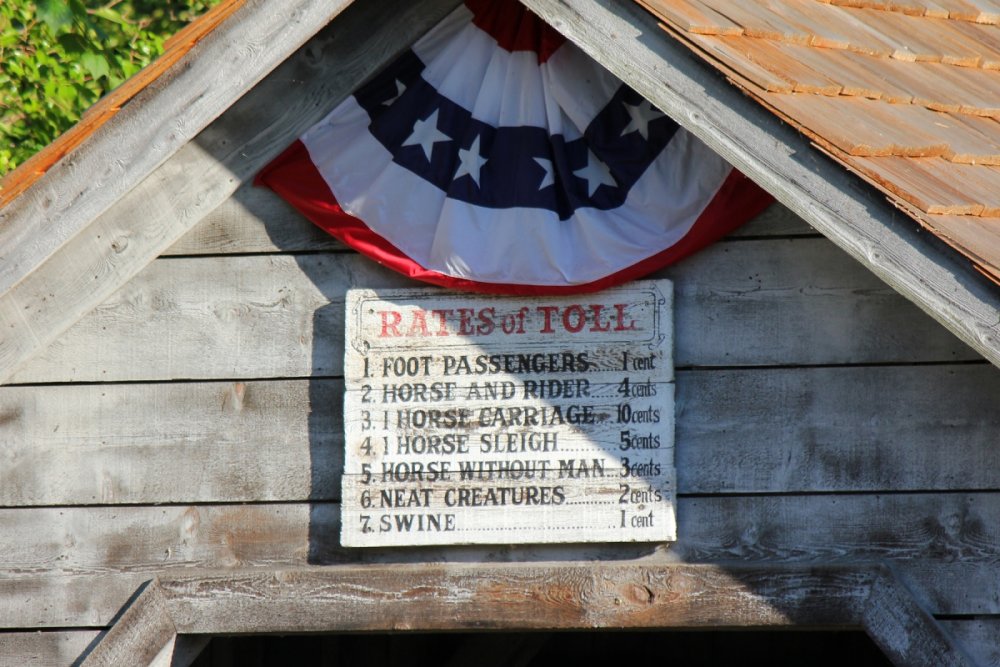 RATES of TOLL
1. FOOT PASSENGERS.. 1 cent
2. HORSE AND RIDER... 4 cents
3. 1 HORSE CARRIAGE.. 10 cents
4. 1 HORSE SLEIGH....... 5 cents
5. HORSE WITHOUT MAN.. 3 cents
6. NEAT CREATURES......... 2 cents
7. SWINE........................... 1 cent